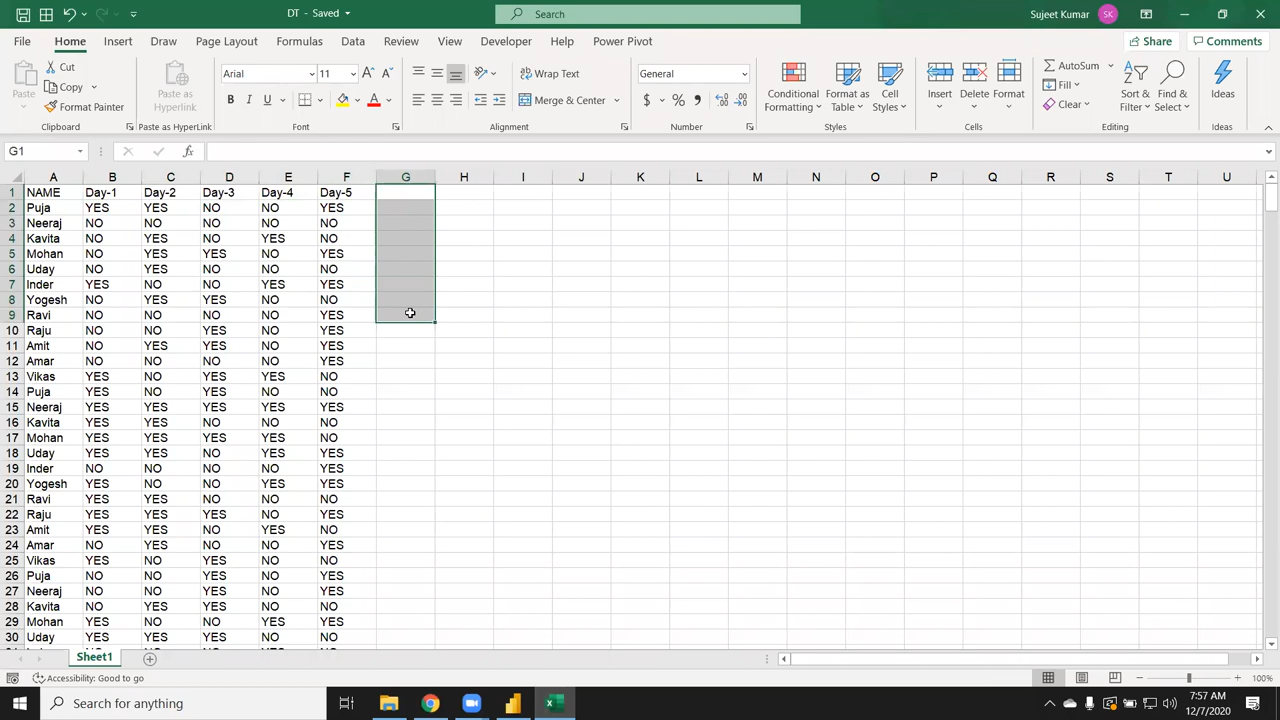 DT - Saved
Search
Sujeet Kumar
SK
File Home Insert Draw Page Layout Formulas Data Review View Developer Help Power Pivot
Share Comments
Paste
Cut
Copy
Format Painter
Clipboard
Paste as Hyperlink
Paste as HyperLink
Arial 11
B I U
Font
Wrap Text
Merge & Center
Alignment
General
$ % ,
Number
Conditional Formatting
Format as Table
Cell Styles
Styles
Insert
Delete
Format
Cells
AutoSum
Fill
Clear
Sort & Filter
Find & Select
Editing
Ideas
Ideas
G1
fx
A B C D E F G H I J K L M N O P Q R S T U
1 NAME Day-1 Day-2 Day-3 Day-4 Day-5
2 Puja YES YES NO NO YES
3 Neeraj NO NO NO NO NO
4 Kavita NO YES NO YES NO
5 Mohan NO YES YES NO YES
6 Uday NO YES NO NO NO
7 Inder YES NO NO YES YES
8 Yogesh NO YES YES NO NO
9 Ravi NO NO NO NO YES
10 Raju NO NO YES NO YES
11 Amit NO YES YES NO YES
12 Amar NO NO NO NO YES
13 Vikas YES NO YES YES NO
14 Puja YES NO YES NO NO
15 Neeraj YES YES YES YES YES
16 Kavita YES YES NO NO NO
17 Mohan YES YES YES YES NO
18 Uday YES YES NO YES YES
19 Inder NO NO NO NO YES
20 Yogesh YES YES NO YES YES
21 Ravi YES YES NO NO NO
22 Raju YES YES YES NO YES
23 Amit YES YES NO YES NO
24 Amar NO YES NO NO YES
25 Vikas YES NO YES NO NO
26 Puja NO NO YES NO YES
27 Neeraj NO NO YES NO YES
28 Kavita NO YES YES NO NO
29 Mohan YES NO NO YES YES
30 Uday YES YES YES NO NO
Sheet1
Accessibility: Good to go
100%
Type here to search
7:57 AM
12/7/2020